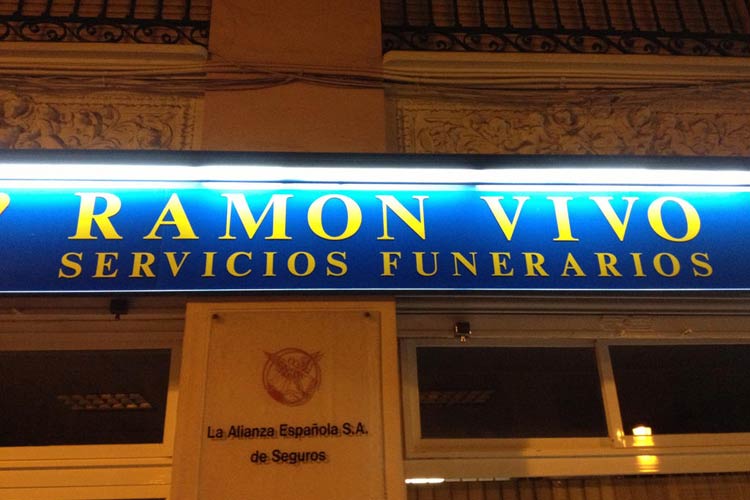 RAMON VIVO
SERVICIOS FUNERARIOS
La Alianza Española S.A.
de Seguros